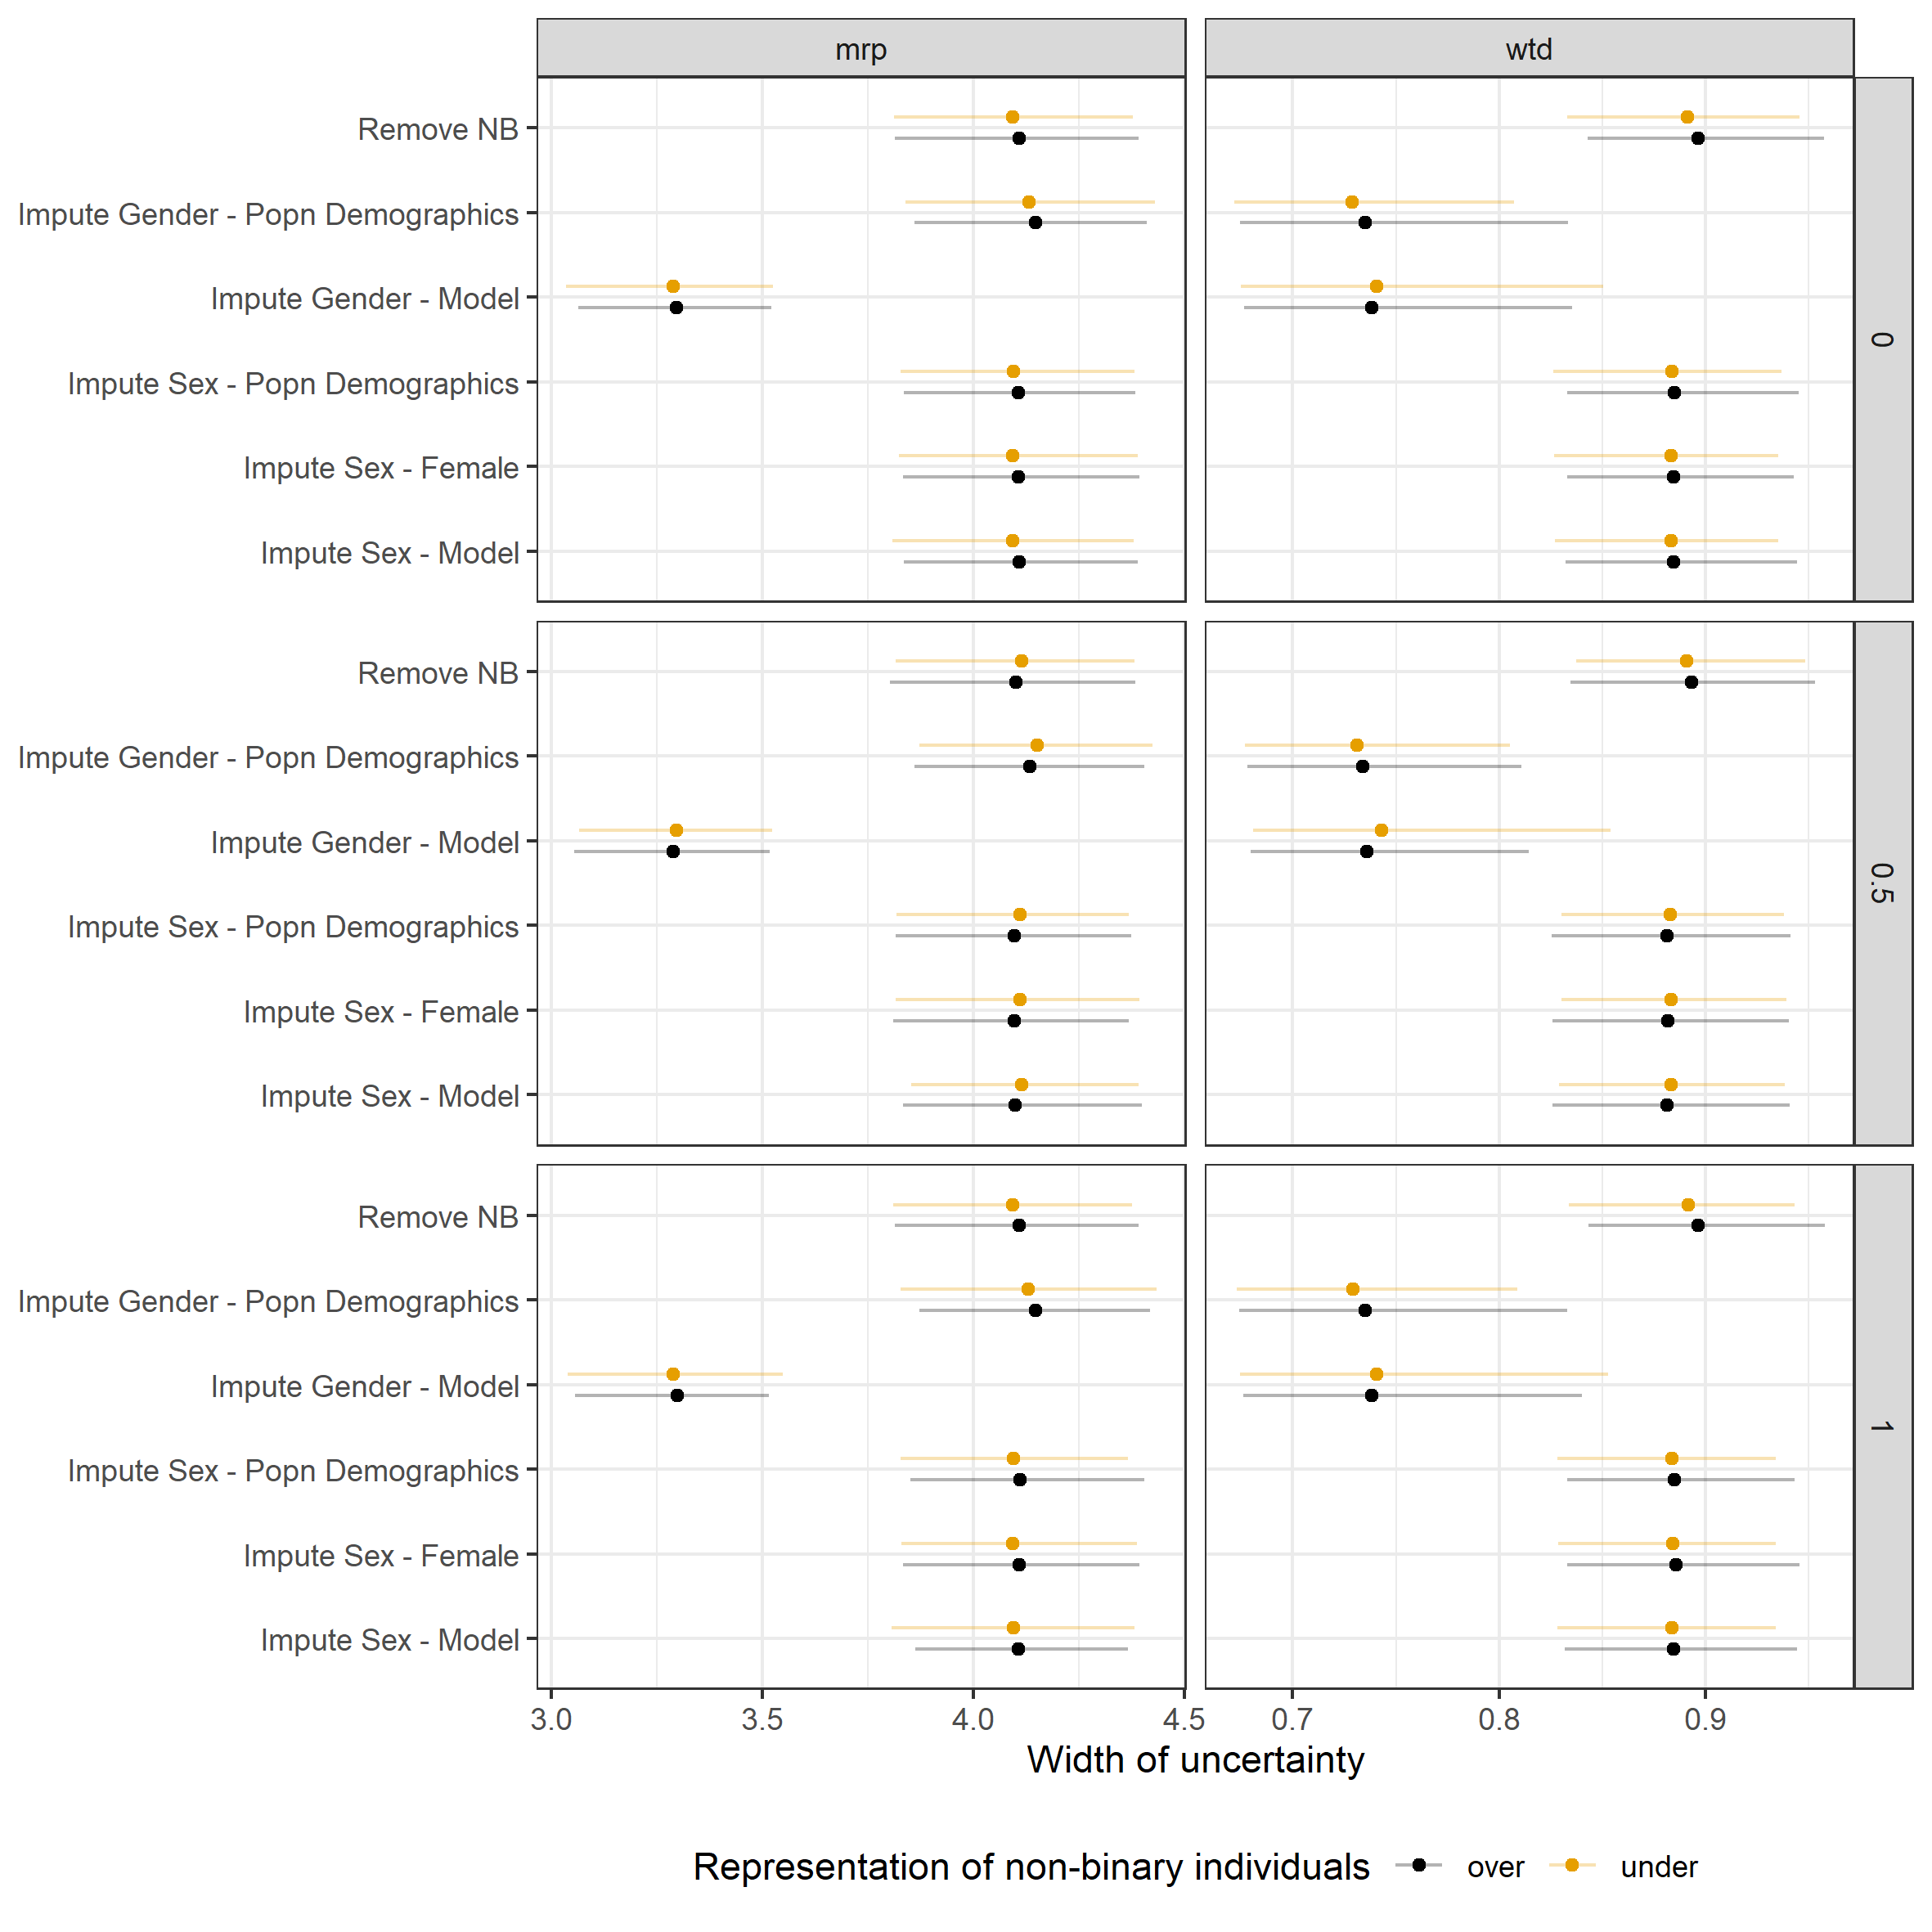 mrp
wtd
Remove NB
Impute Gender - Popn Demographics
Impute Gender - Model
Impute Sex - Popn Demographics
Impute Sex - Female
Impute Sex - Model
0
Remove NB
Impute Gender - Popn Demographics
Impute Gender - Model
Impute Sex - Popn Demographics
Impute Sex - Female
Impute Sex - Model
0.5
Remove NB
Impute Gender - Popn Demographics
Impute Gender - Model
Impute Sex - Popn Demographics
Impute Sex - Female
Impute Sex - Model
1
3.0 3.5 4.0 4.5 0.7 0.8 0.9
Width of uncertainty
Representation of non-binary individuals over under